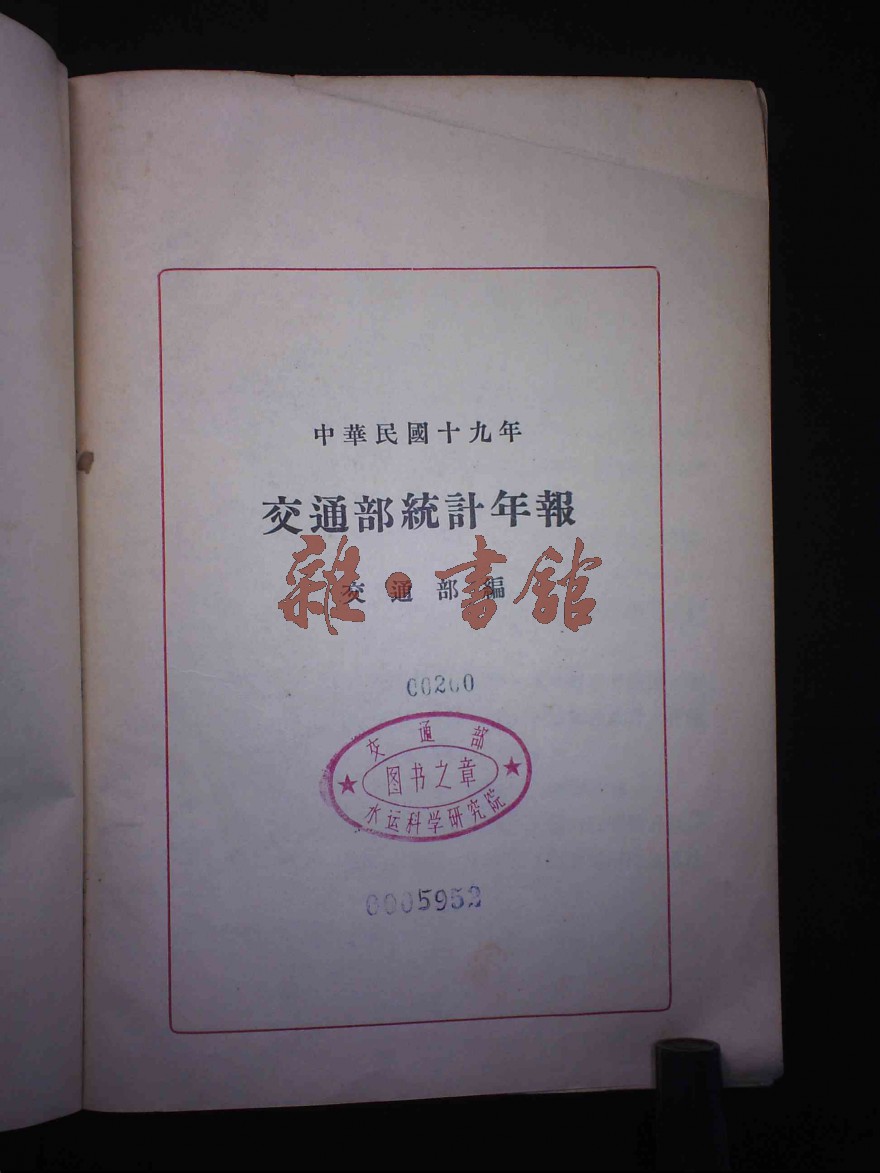 中華民國十九年
交通部統計年報
交通部編
雜·書館
00200
交通部
图书之章
水运科学研究院
0005952